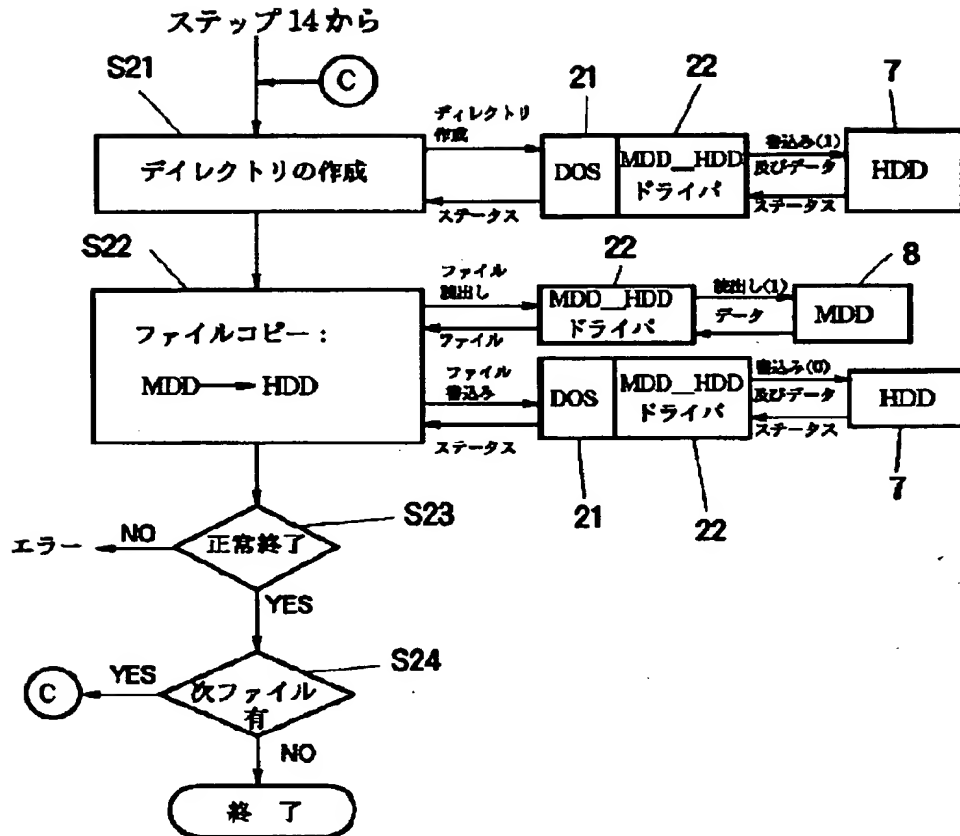 ステップ14から
C
S21
デイレクトリの作成
ディレクトリ
作成
ステータス
21
22
DOS
MDD__HDD
ドライバ
書込み(1)
及びデータ
ステータス
7
HDD
S22
ファイルコピー：
MDD → HDD
ファイル
読出し
ファイル
22
MDD__HDD
ドライバ
読出し(1)
データ
8
MDD
ファイル
書込み
ステータス
DOS
MDD__HDD
ドライバ
21
22
書込み(0)
及びデータ
ステータス
HDD
7
S23
正常終了
NO
エラー
YES
S24
次ファイル
有
YES
C
NO
終 了